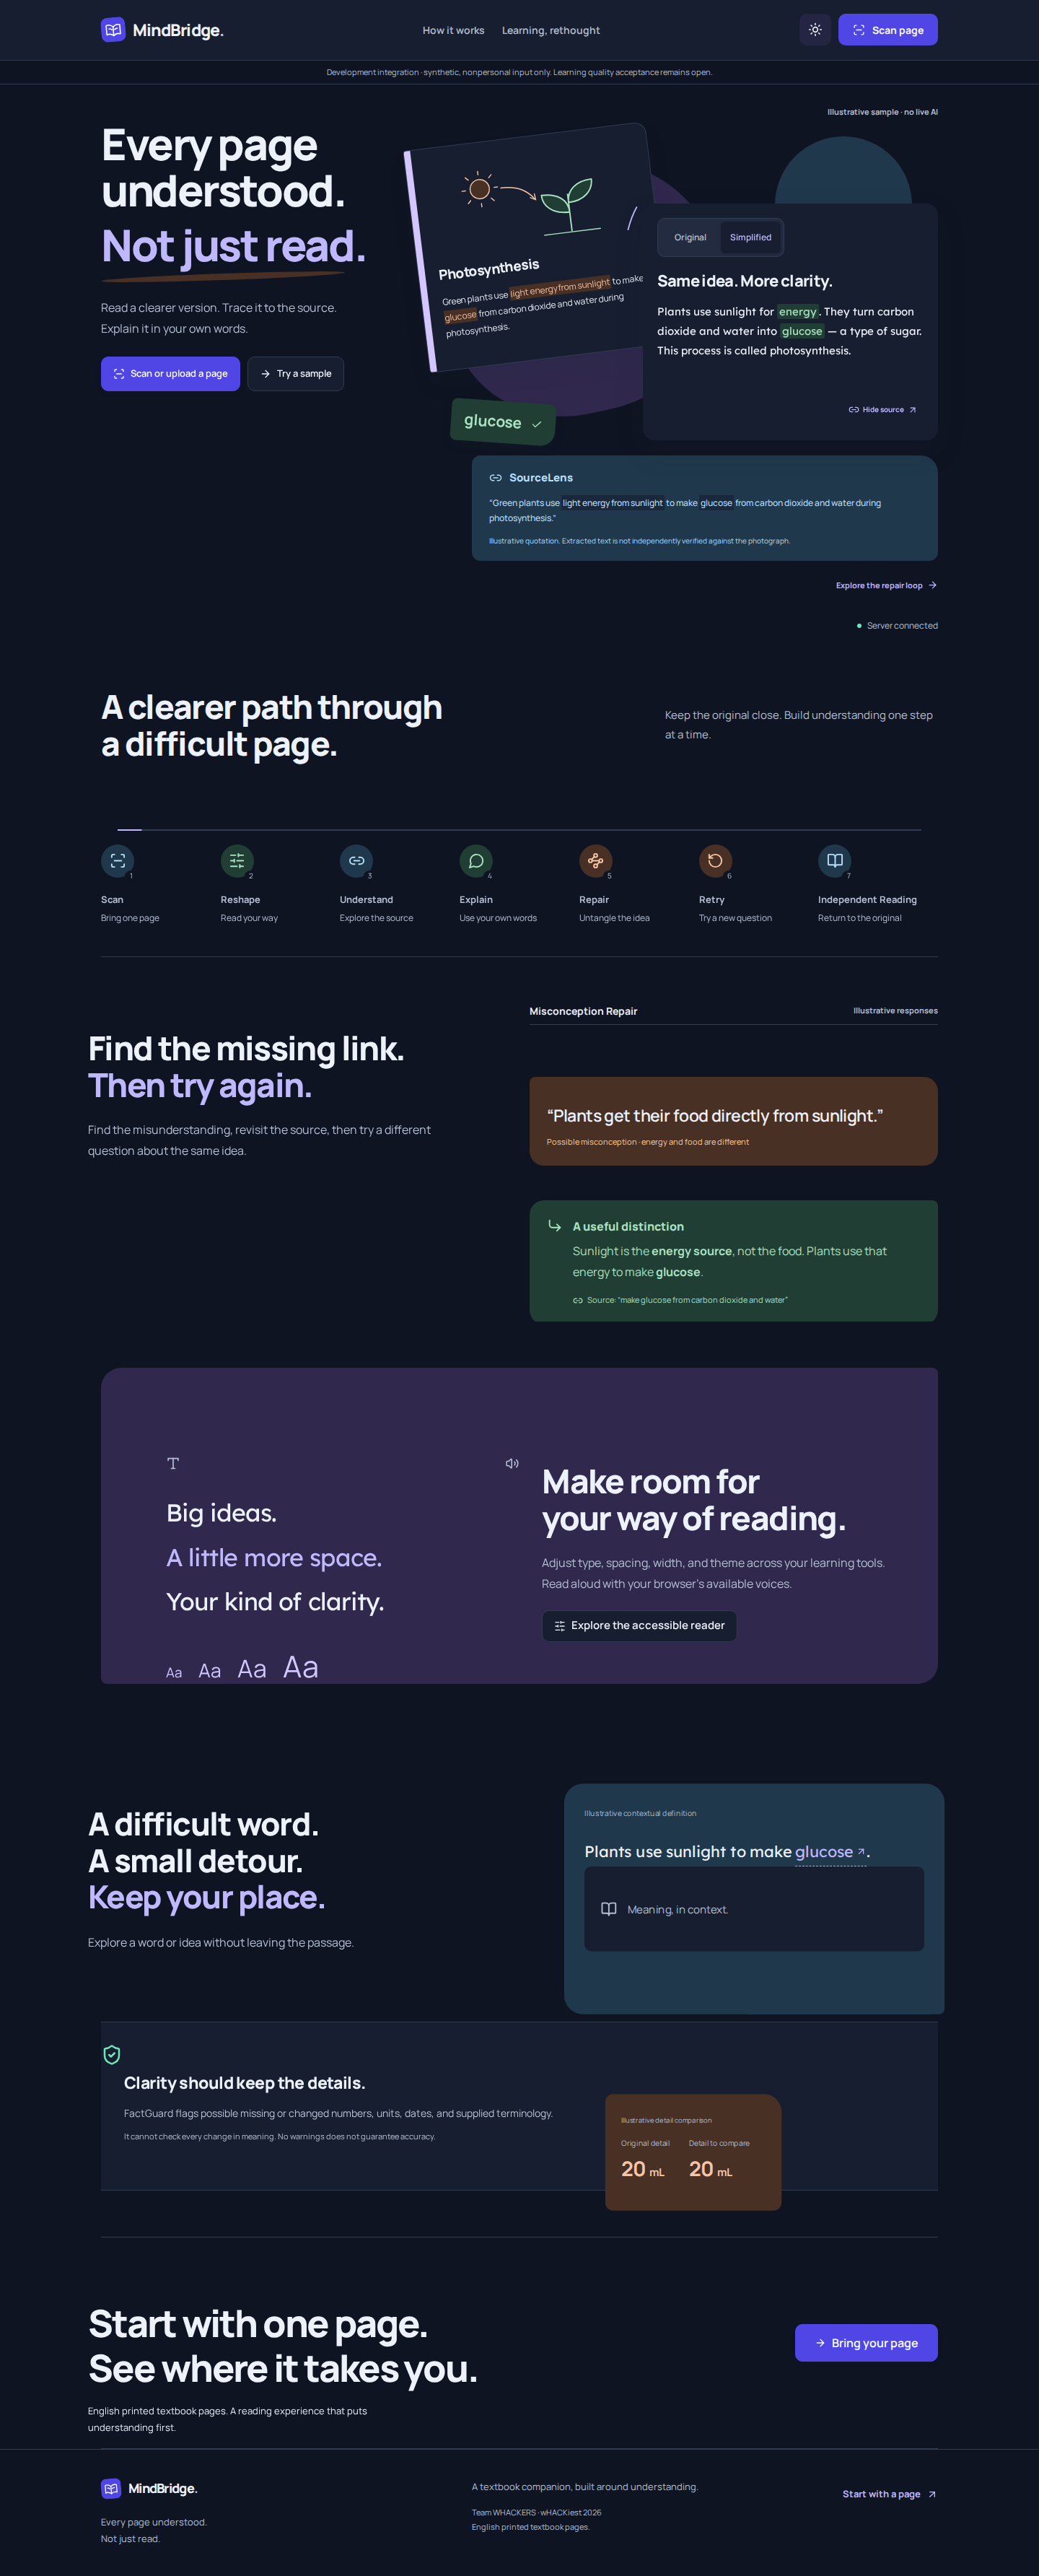 MindBridge.
How it works
Learning, rethought
Scan page
Development integration · synthetic, nonpersonal input only. Learning quality acceptance remains open.
Illustrative sample · no live AI
Every page
understood.
Not just read.
Read a clearer version. Trace it to the source.
Explain it in your own words.
Scan or upload a page
Try a sample
Photosynthesis
Green plants use light energy from sunlight to make
glucose from carbon dioxide and water during
photosynthesis.
glucose
Original
Simplified
Same idea. More clarity.
Plants use sunlight for energy. They turn carbon
dioxide and water into glucose — a type of sugar.
This process is called photosynthesis.
Hide source
SourceLens
"Green plants use light energy from sunlight to make glucose from carbon dioxide and water during
photosynthesis."
Illustrative quotation. Extracted text is not independently verified against the photograph.
Explore the repair loop
Server connected
A clearer path through
a difficult page.
Keep the original close. Build understanding one step
at a time.
1
2
3
4
5
6
7
Scan
Bring one page
Reshape
Read your way
Understand
Explore the source
Explain
Use your own words
Repair
Untangle the idea
Retry
Try a new question
Independent Reading
Return to the original
Find the missing link.
Then try again.
Find the misunderstanding, revisit the source, then try a different
question about the same idea.
Misconception Repair
Illustrative responses
“Plants get their food directly from sunlight.”
Possible misconception · energy and food are different
A useful distinction
Sunlight is the energy source, not the food. Plants use that
energy to make glucose.
Source: "make glucose from carbon dioxide and water"
Big ideas.
A little more space.
Your kind of clarity.
Aa Aa Aa Aa
Make room for
your way of reading.
Adjust type, spacing, width, and theme across your learning tools.
Read aloud with your browser's available voices.
Explore the accessible reader
A difficult word.
A small detour.
Keep your place.
Explore a word or idea without leaving the passage.
Illustrative contextual definition
Plants use sunlight to make glucose.
Meaning, in context.
Clarity should keep the details.
FactGuard flags possible missing or changed numbers, units, dates, and supplied terminology.
It cannot check every change in meaning. No warnings does not guarantee accuracy.
Illustrative detail comparison
Original detail
Detail to compare
20 mL
20 mL
Start with one page.
See where it takes you.
English printed textbook pages. A reading experience that puts
understanding first.
Bring your page
MindBridge.
Every page understood.
Not just read.
A textbook companion, built around understanding.
Team WHACKERS · wHACKiest 2026
English printed textbook pages.
Start with a page